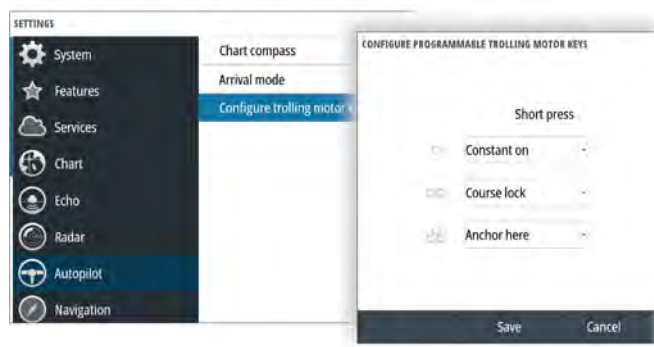 SETTINGS
System
Features
Services
Chart
Echo
Radar
Autopilot
Navigation
Chart compass
Arrival mode
Configure trolling motor
CONFIGURE PROGRAMMABLE TROLLING MOTOR KEYS
Short press
Constant on
Course lock
Anchor here
Save
Cancel